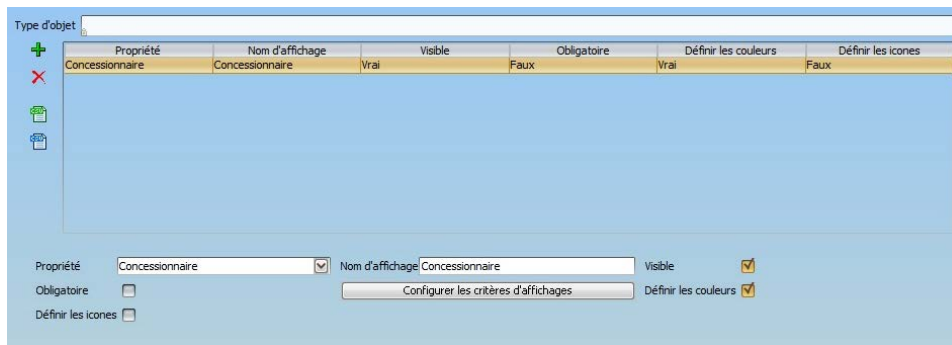 Type d'objet
Propriété Nom d'affichage Visible Obligatoire Définir les couleurs Définir les icones
Concessionnaire Concessionnaire Vrai Faux Vrai Faux
Propriété Concessionnaire Nom d'affichage Concessionnaire Visible
Obligatoire Configurer les critères d'affichages Définir les couleurs
Définir les icones